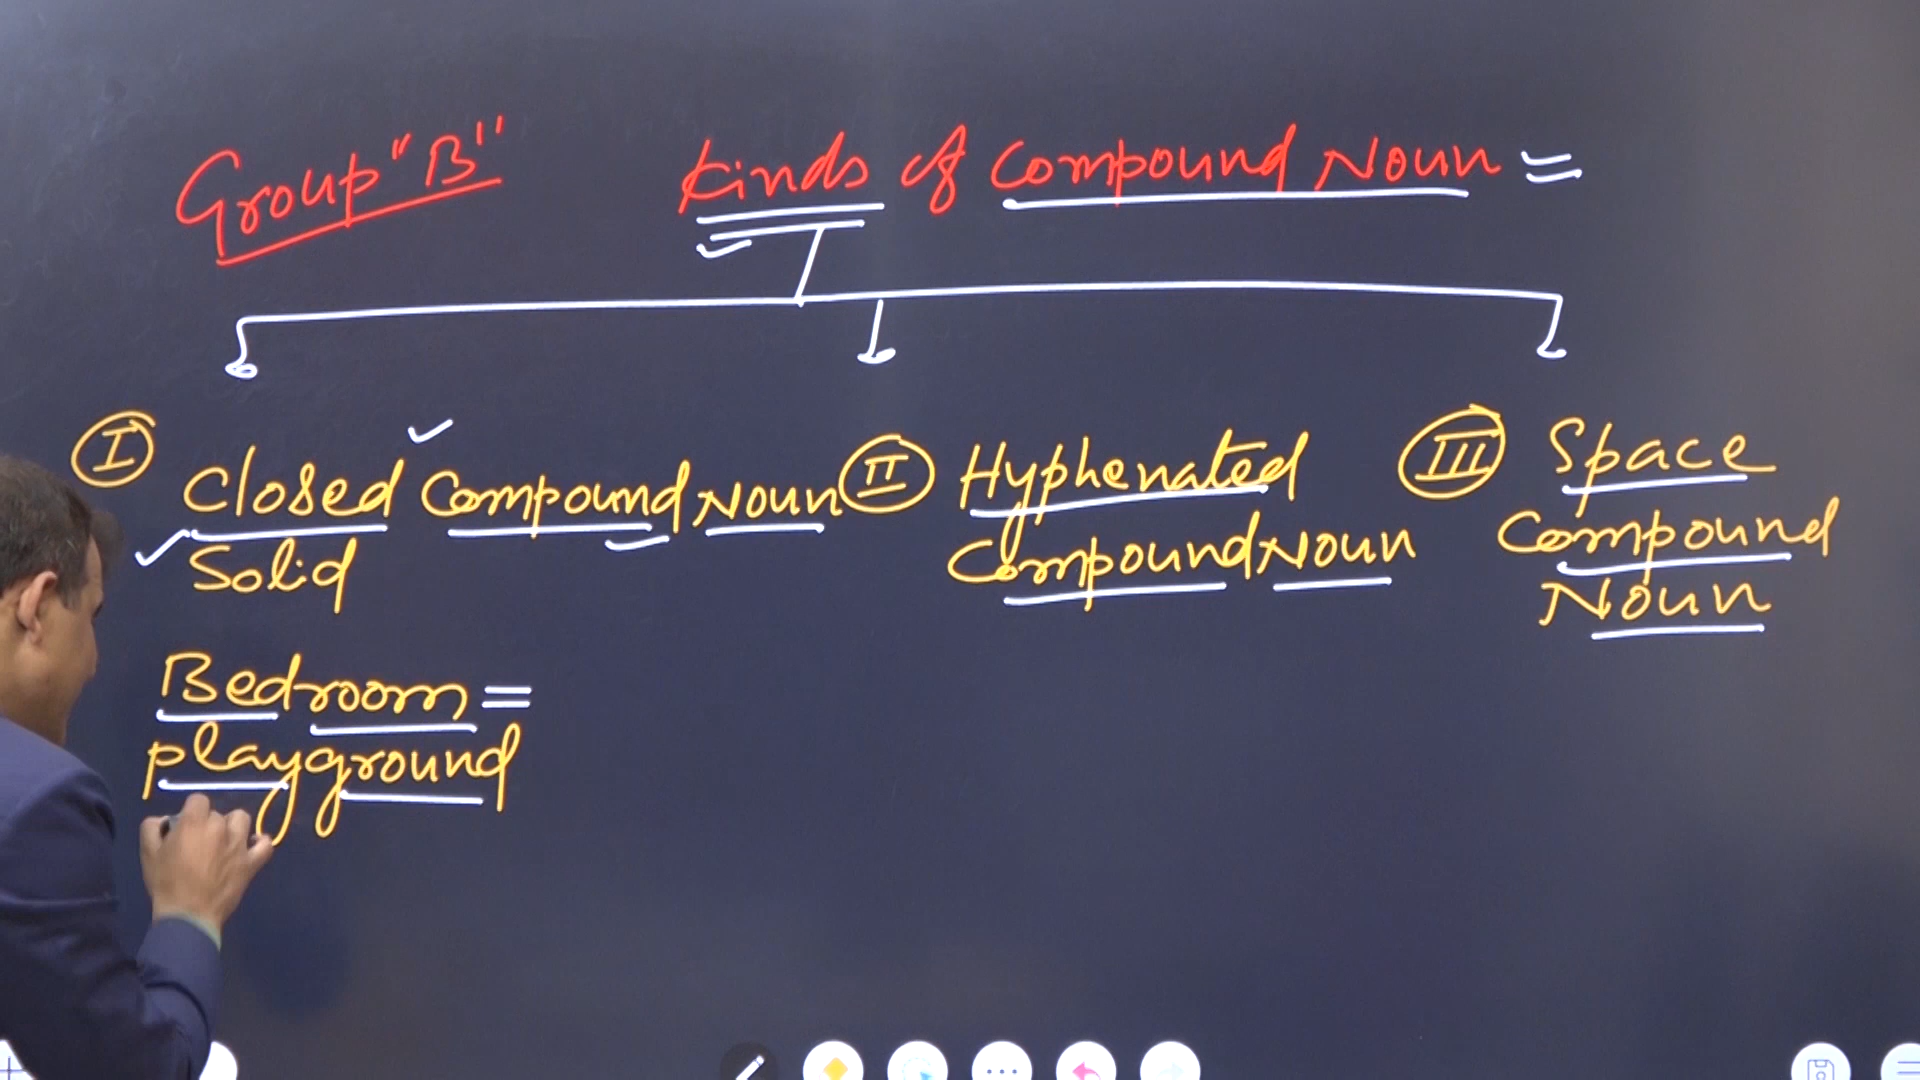 Group "B"
Kinds of Compound Noun =
I
Closed Compound Noun
Solid
II
Hyphenated
Compound Noun
III
Space
Compound
Noun
Bedroom =
playground